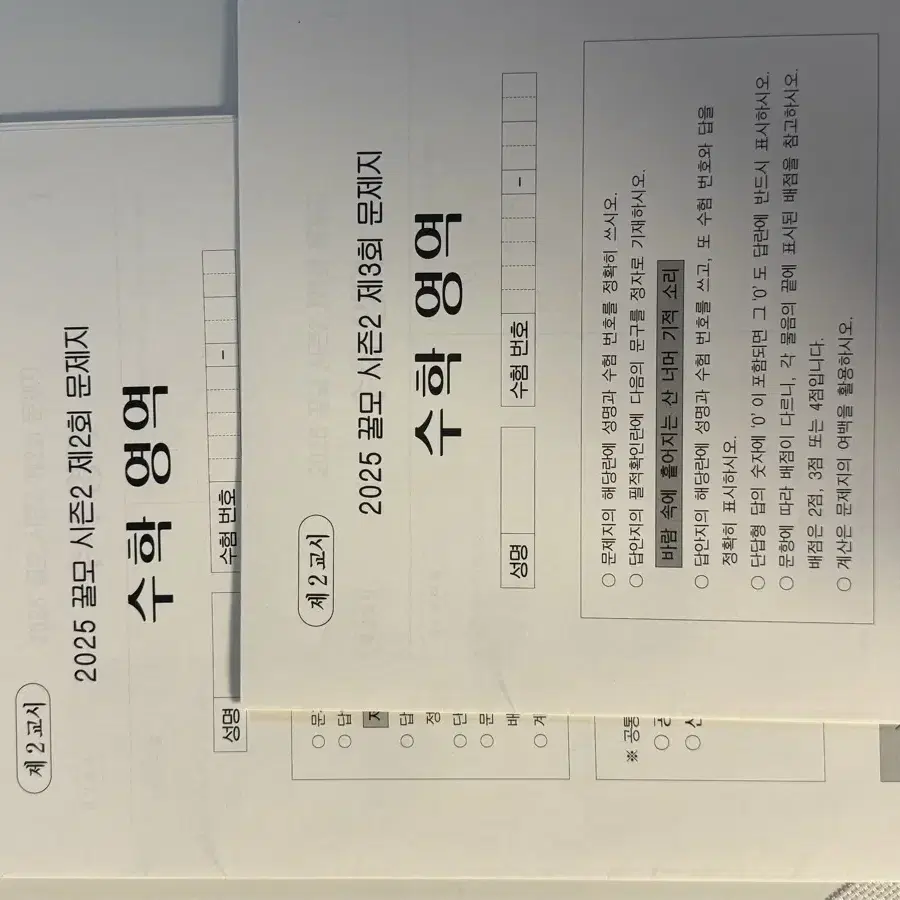 제 2 교시
2025 꿀모 시즌2 제2회 문제지
수학 영역
성명
수험 번호
-
○ 문
○ 답
○ 답
정
○ 단
○ 문
배
○ 계
※ 공통
제 2 교시
2025 꿀모 시즌2 제3회 문제지
수학 영역
성명
수험 번호
-
○ 문제지의 해당란에 성명과 수험 번호를 정확히 쓰시오.
○ 답안지의 필적확인란에 다음의 문구를 정자로 기재하시오.
바람 속에 흩어지는 산 너머 기적 소리
○ 답안지의 해당란에 성명과 수험 번호를 쓰고, 또 수험 번호와 답을
정확히 표시하시오.
○ 단답형 답의 숫자에 '0'이 포함되면 그 '0'도 답란에 반드시 표시하시오.
○ 문항에 따라 배점이 다르니, 각 물음의 끝에 표시된 배점을 참고하시오.
배점은 2점, 3점 또는 4점입니다.
○ 계산은 문제지의 여백을 활용하시오.